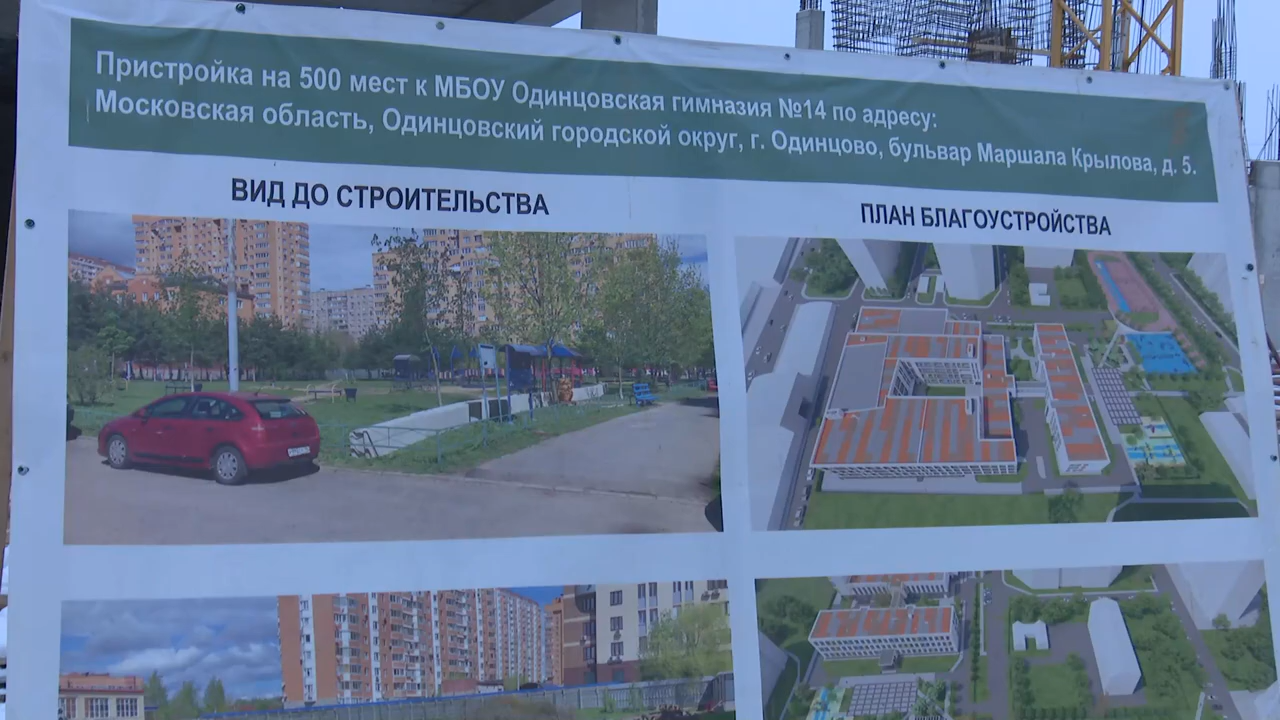 Пристройка на 500 мест к МБОУ Одинцовская гимназия №14 по адресу:
Московская область, Одинцовский городской округ, г. Одинцово, бульвар Маршала Крылова, д. 5.
ВИД ДО СТРОИТЕЛЬСТВА
ПЛАН БЛАГОУСТРОЙСТВА